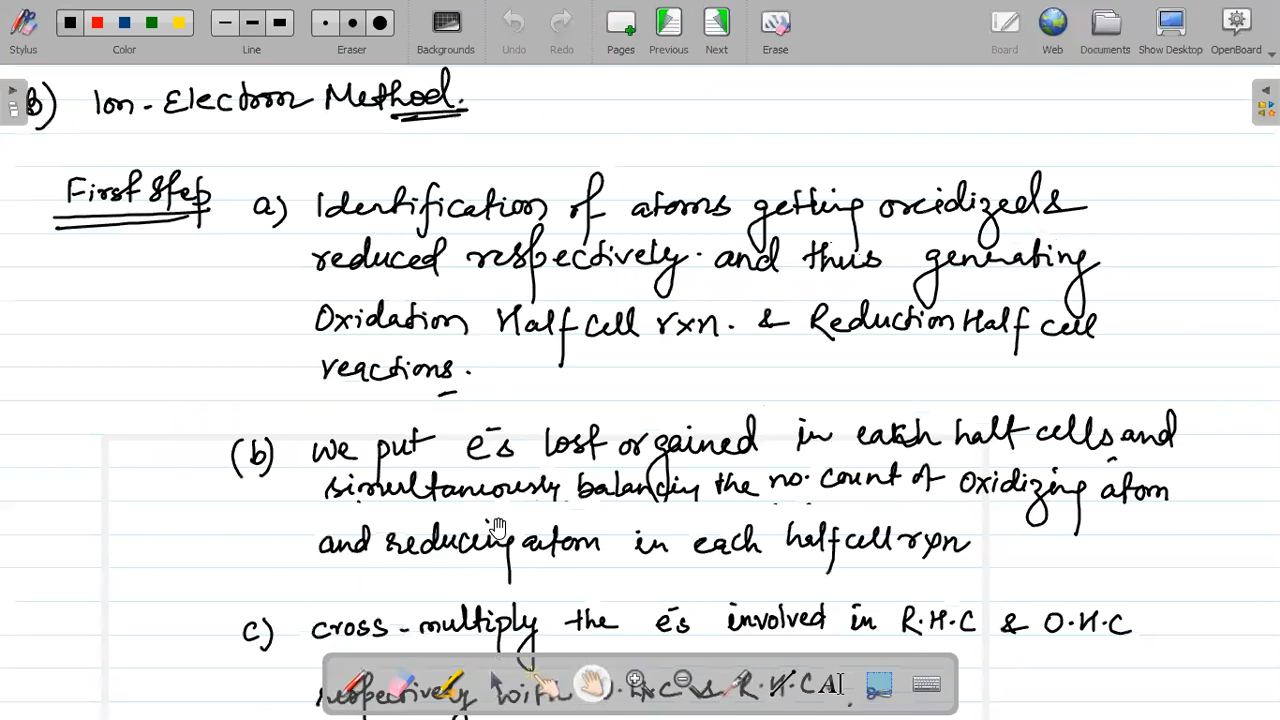 Stylus
Color
Line
Eraser
Backgrounds
Undo
Redo
Pages
Previous
Next
Erase
Board
Web
Documents
Show Desktop
OpenBoard
b) Ion-Electron Method.
First Step a) Identification of atoms getting oxcidized &
reduced respectively. and thus generating
Oxidation Half cell rxn. & Reduction Half cell
reactions.
(b) we put e⁻s lost or gained in each half cells and
simultaneously balancing the no. count of Oxidizing atom
and reducing atom in each half cell rxn
c) cross-multiply the e⁻s involved in R.H.C & O.H.C
respectively with O.H.C & R.H.C